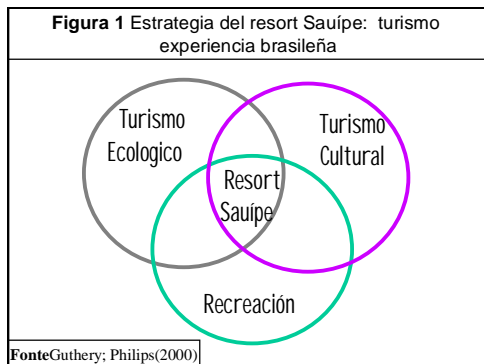 Figura 1 Estrategia del resort Sauípe: turismo
experiencia brasileña
Turismo
Ecologico
Turismo
Cultural
Resort
Sauípe
Recreación
FonteGuthery; Philips(2000)